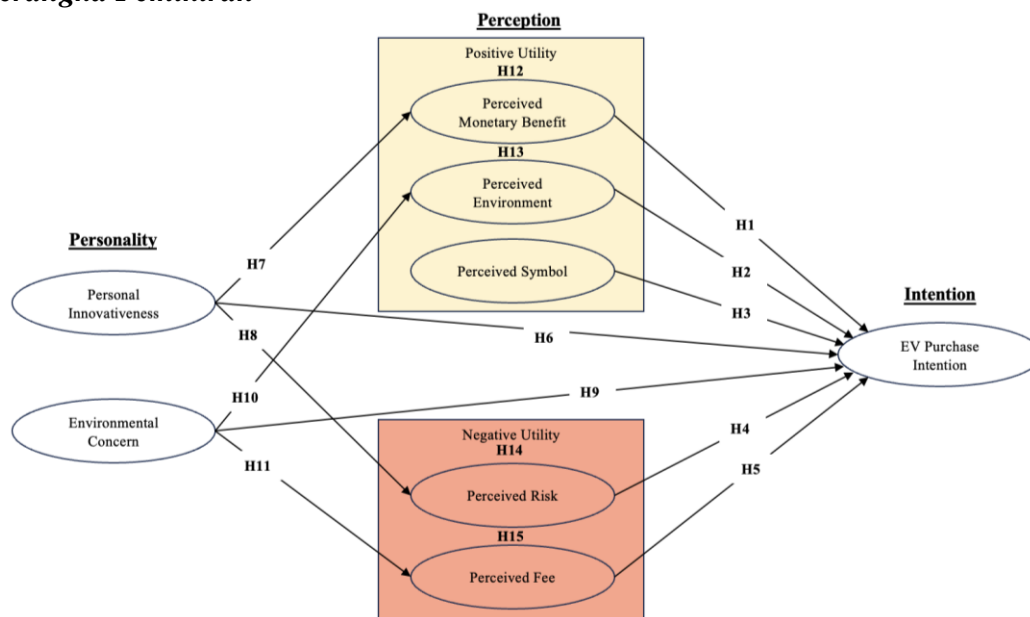 Perception
Positive Utility
H12
Perceived
Monetary Benefit
H13
Perceived
Environment
Perceived Symbol
Personality
Personal
Innovativeness
Environmental
Concern
H7
H8
H10
H11
H6
H9
H1
H2
H3
H4
H5
Intention
EV Purchase
Intention
Negative Utility
H14
Perceived Risk
H15
Perceived Fee